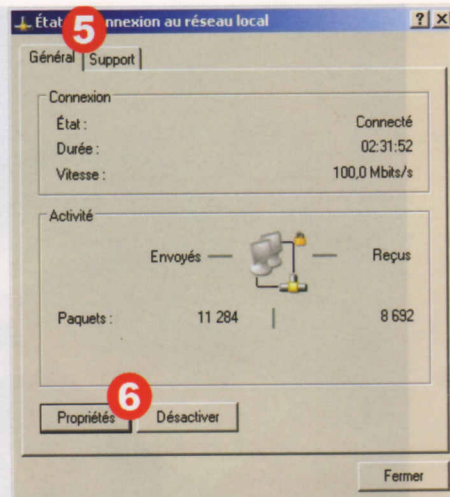 État connexion au réseau local
5
Général Support
Connexion
État : Connecté
Durée : 02:31:52
Vitesse : 100,0 Mbits/s
Activité
Envoyés Reçus
Paquets : 11 284 8 692
6
Propriétés Désactiver
Fermer